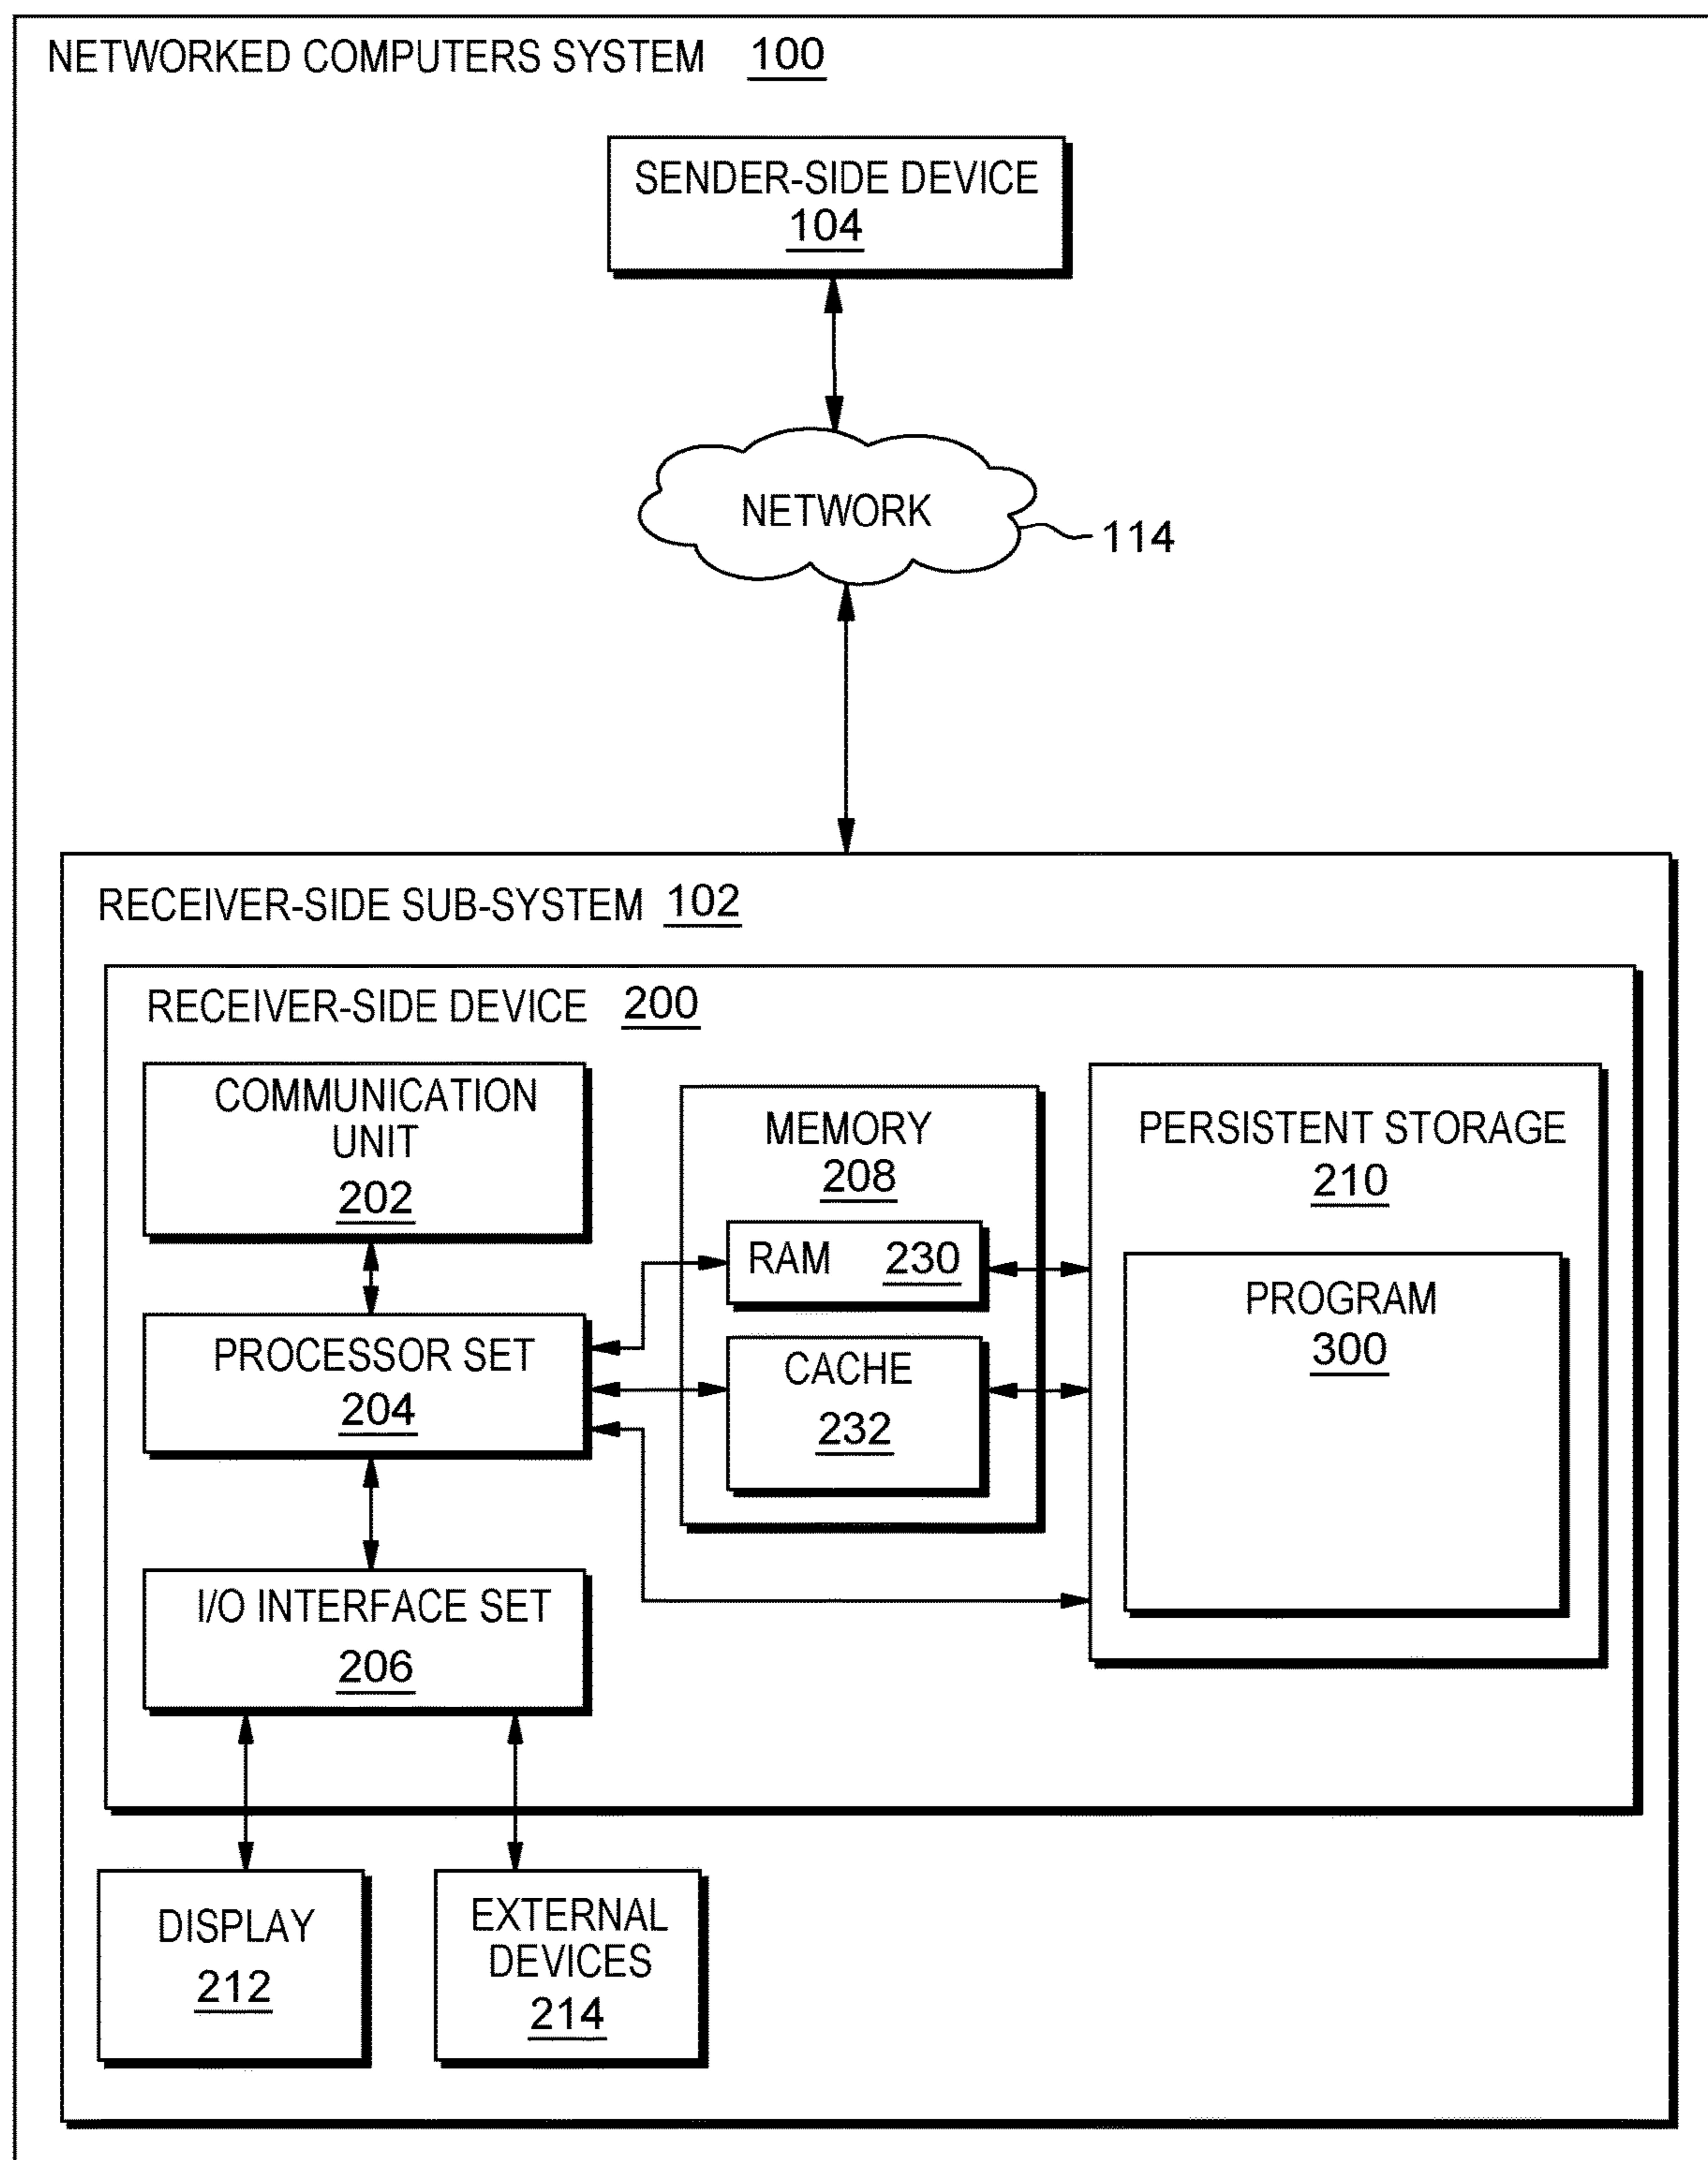 NETWORKED COMPUTERS SYSTEM 100
SENDER-SIDE DEVICE
104
NETWORK
114
RECEIVER-SIDE SUB-SYSTEM 102
RECEIVER-SIDE DEVICE 200
COMMUNICATION
UNIT
202
MEMORY
208
PERSISTENT STORAGE
210
RAM 230
PROGRAM
300
PROCESSOR SET
204
CACHE
232
I/O INTERFACE SET
206
DISPLAY
212
EXTERNAL
DEVICES
214